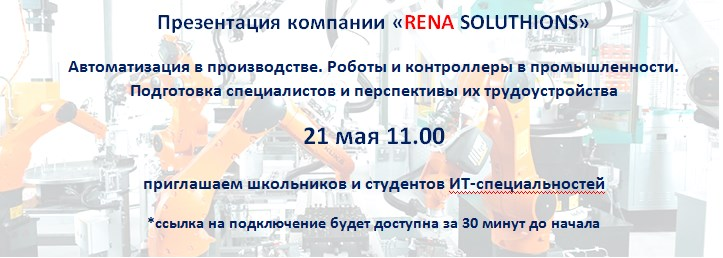 Презентация компании «RENA SOLUTHIONS»
Автоматизация в производстве. Роботы и контроллеры в промышленности.
Подготовка специалистов и перспективы их трудоустройства
21 мая 11.00
приглашаем школьников и студентов ИТ-специальностей
*ссылка на подключение будет доступна за 30 минут до начала